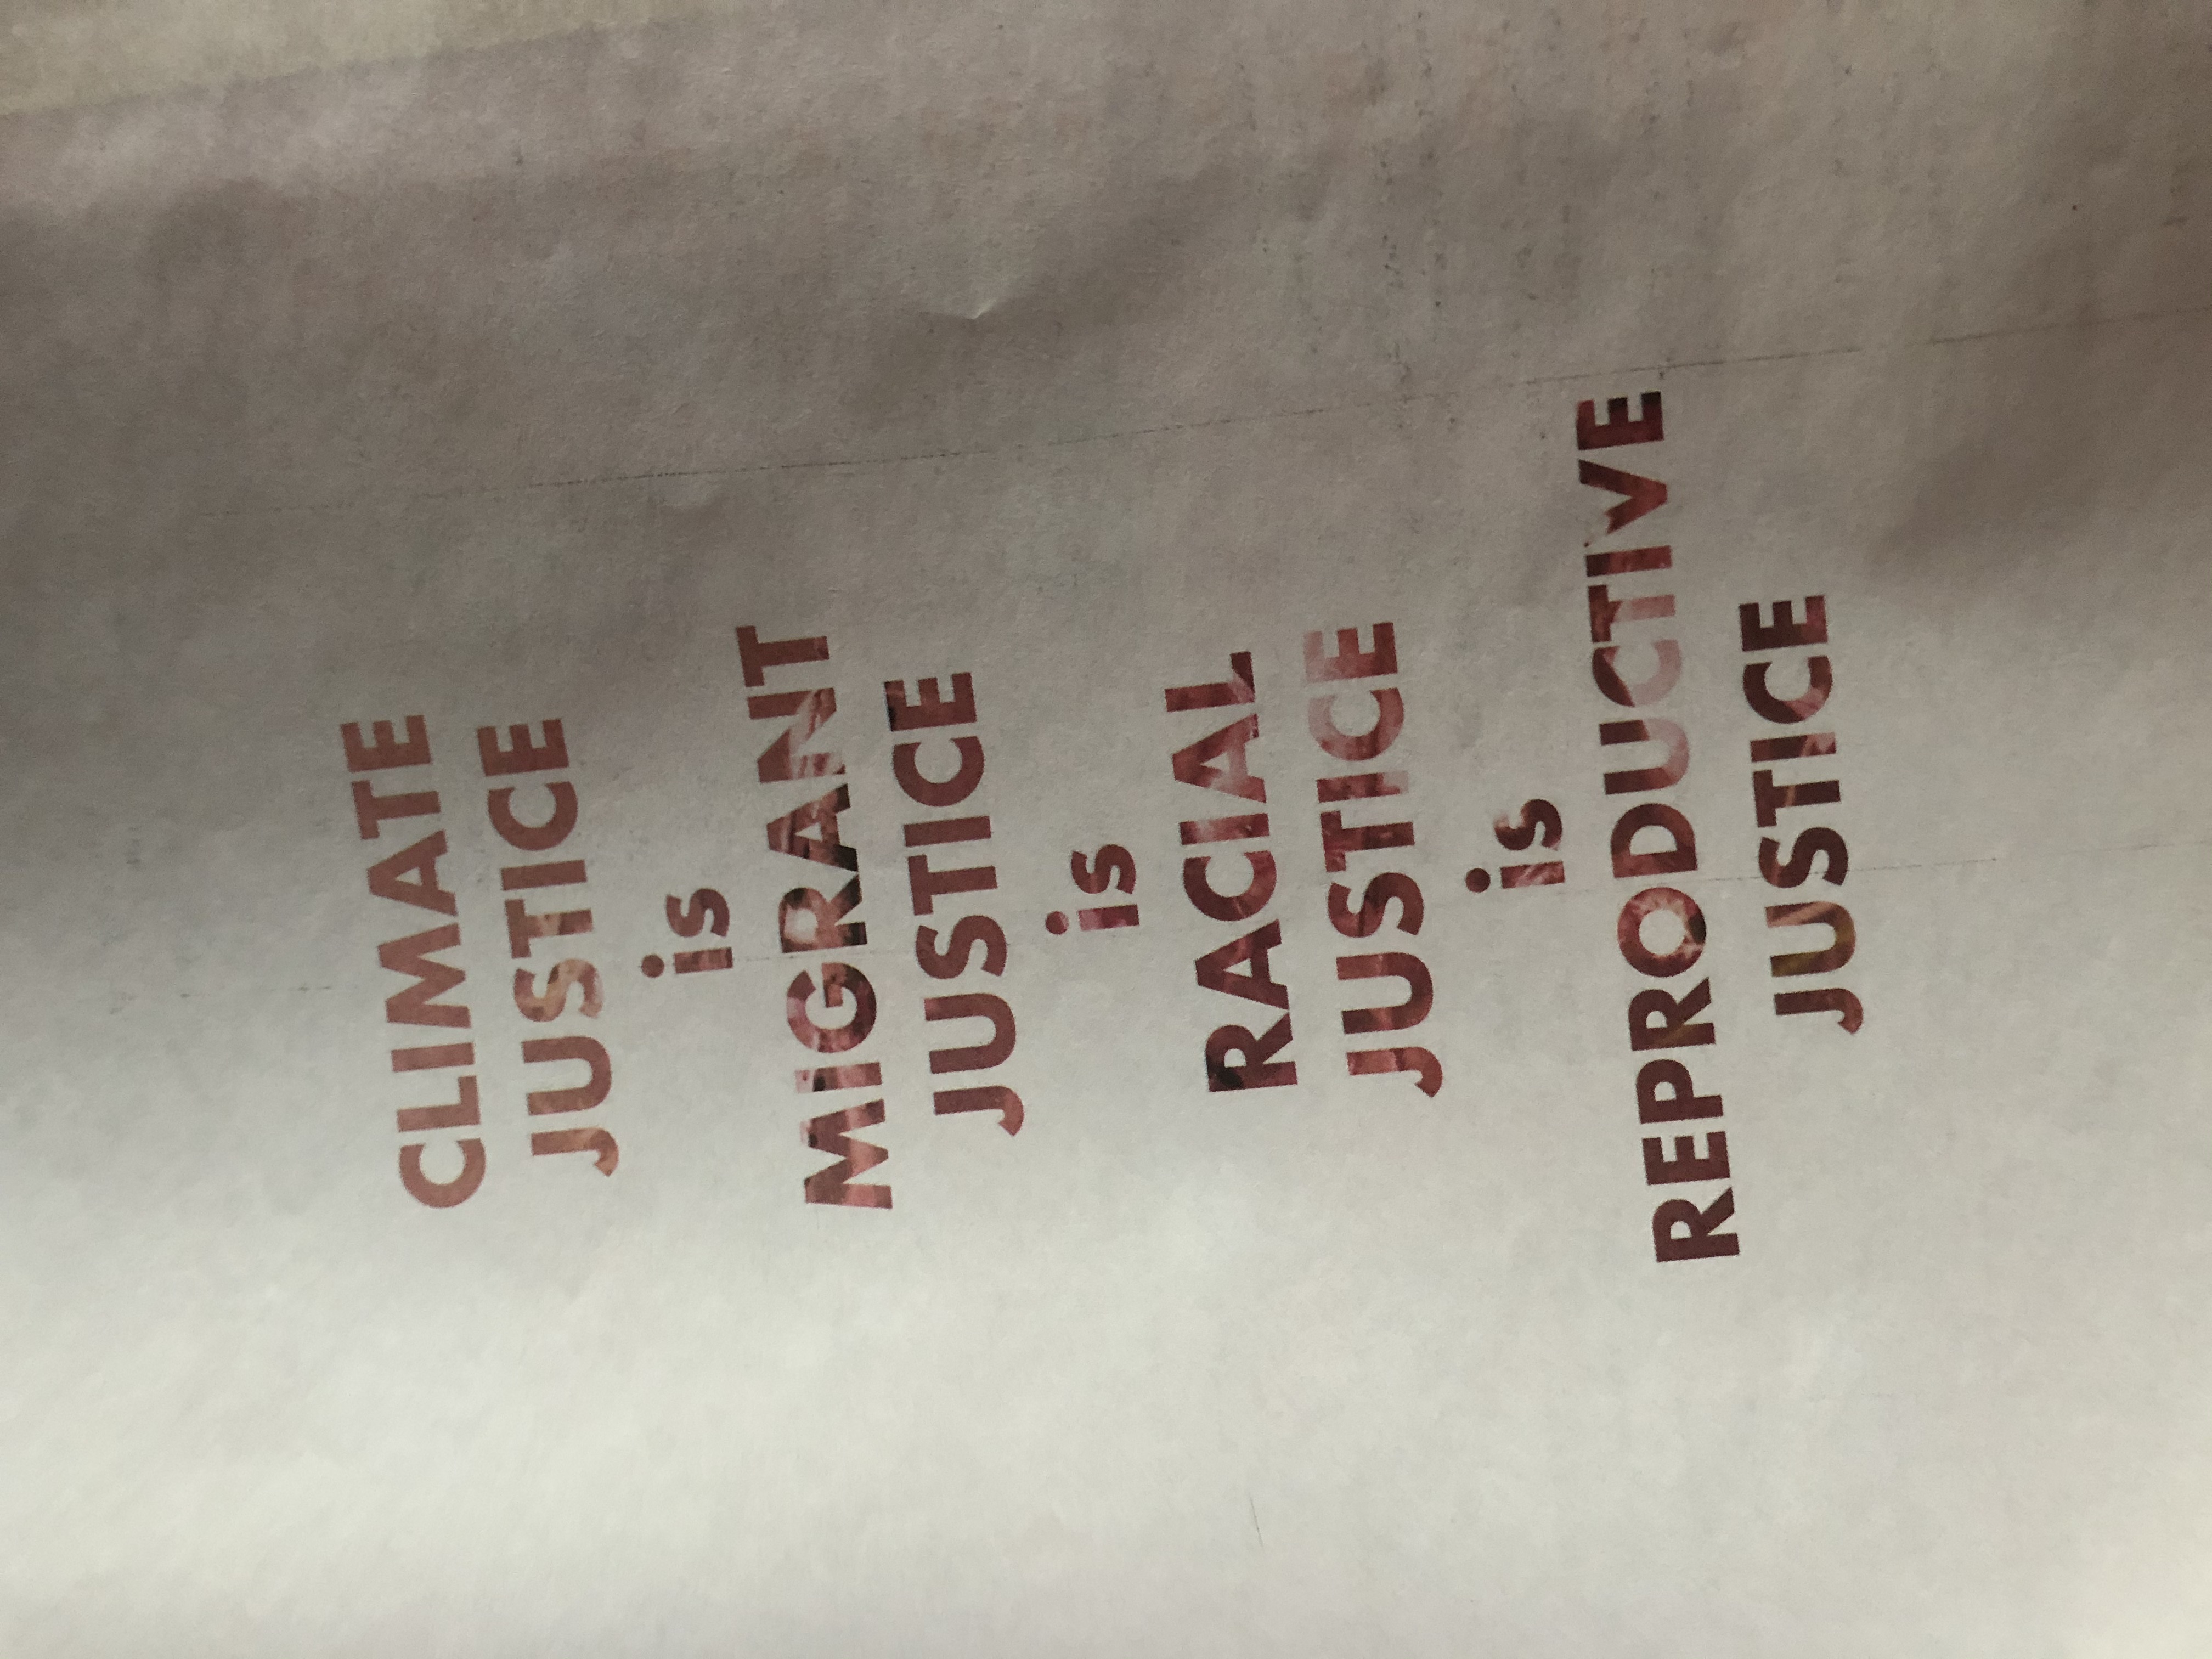 CLIMATE
JUSTICE
is
MIGRANT
JUSTICE
is
RACIAL
JUSTICE
is
REPRODUCTIVE
JUSTICE